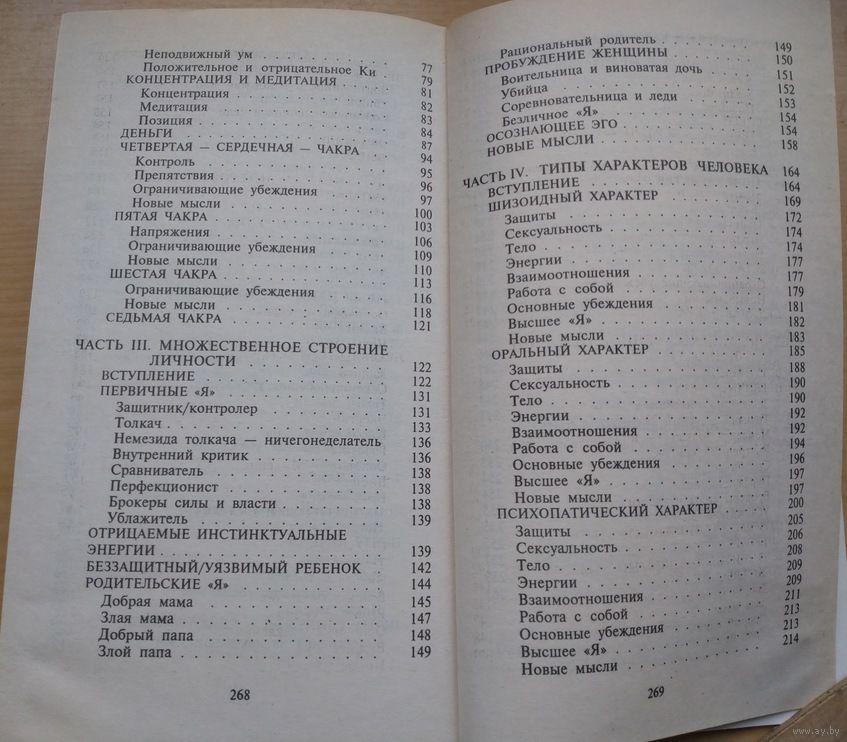 Неподвижный ум . . . 77
Положительное и отрицательное Ки 79
КОНЦЕНТРАЦИЯ И МЕДИТАЦИЯ . . . 81
Концентрация . . . 82
Медитация . . . 83
Позиция . . . 84
ДЕНЬГИ . . . 87
ЧЕТВЕРТАЯ — СЕРДЕЧНАЯ — ЧАКРА . . . 94
Контроль . . . 95
Препятствия . . . 96
Ограничивающие убеждения . . . 97
Новые мысли . . . 100
ПЯТАЯ ЧАКРА . . . 103
Напряжения . . . 106
Ограничивающие убеждения . . . 109
Новые мысли . . . 110
ШЕСТАЯ ЧАКРА . . . 113
Ограничивающие убеждения . . . 116
Новые мысли . . . 118
СЕДЬМАЯ ЧАКРА . . . 121
ЧАСТЬ III. МНОЖЕСТВЕННОЕ СТРОЕНИЕ
ЛИЧНОСТИ . . . 122
ВСТУПЛЕНИЕ . . . 122
ПЕРВИЧНЫЕ «Я» . . . 131
Защитник/контролер . . . 131
Толкач . . . 133
Немезида толкача — ничегонеделатель 136
Внутренний критик . . . 136
Сравниватель . . . 138
Перфекционист . . . 138
Брокеры силы и власти . . . 138
Ублажитель . . . 139
ОТРИЦАЕМЫЕ ИНСТИНКТУАЛЬНЫЕ
ЭНЕРГИИ . . . 139
БЕЗЗАЩИТНЫЙ/УЯЗВИМЫЙ РЕБЕНОК . 142
РОДИТЕЛЬСКИЕ «Я» . . . 144
Добрая мама . . . 145
Злая мама . . . 147
Добрый папа . . . 148
Злой папа . . . 149
268
Рациональный родитель . . . 149
ПРОБУЖДЕНИЕ ЖЕНЩИНЫ . . . 150
Воительница и виноватая дочь . . . 151
Убийца . . . 152
Соревновательница и леди . . . 153
Безличное «Я» . . . 154
ОСОЗНАЮЩЕЕ ЭГО . . . 154
НОВЫЕ МЫСЛИ . . . 158
ЧАСТЬ IV. ТИПЫ ХАРАКТЕРОВ ЧЕЛОВЕКА 164
ВСТУПЛЕНИЕ . . . 164
ШИЗОИДНЫЙ ХАРАКТЕР . . . 169
Защиты . . . 172
Сексуальность . . . 174
Тело . . . 174
Энергии . . . 177
Взаимоотношения . . . 177
Работа с собой . . . 179
Основные убеждения . . . 181
Высшее «Я» . . . 182
Новые мысли . . . 183
ОРАЛЬНЫЙ ХАРАКТЕР . . . 185
Защиты . . . 188
Сексуальность . . . 190
Тело . . . 190
Энергии . . . 192
Взаимоотношения . . . 192
Работа с собой . . . 194
Основные убеждения . . . 196
Высшее «Я» . . . 197
Новые мысли . . . 197
ПСИХОПАТИЧЕСКИЙ ХАРАКТЕР . . . 200
Защиты . . . 205
Сексуальность . . . 206
Тело . . . 208
Энергии . . . 209
Взаимоотношения . . . 209
Работа с собой . . . 211
Основные убеждения . . . 213
Высшее «Я» . . . 213
Новые мысли . . . 214
269
www.ay.by